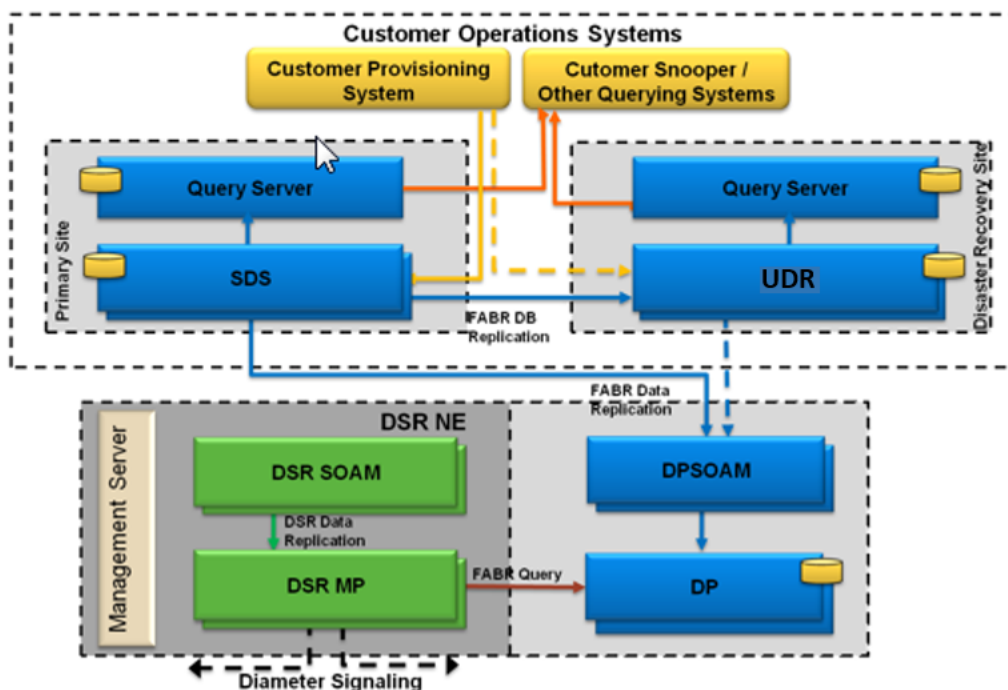 Customer Operations Systems
Customer Provisioning
System
Cutomer Snooper /
Other Querying Systems
Query Server
Query Server
Primary Site
SDS
UDR
Disaster Recovery Site
FABR DB
Replication
FABR Data
Replication
DSR NE
Management Server
DSR SOAM
DPSOAM
DSR Data
Replication
DSR MP
FABR Query
DP
Diameter Signaling